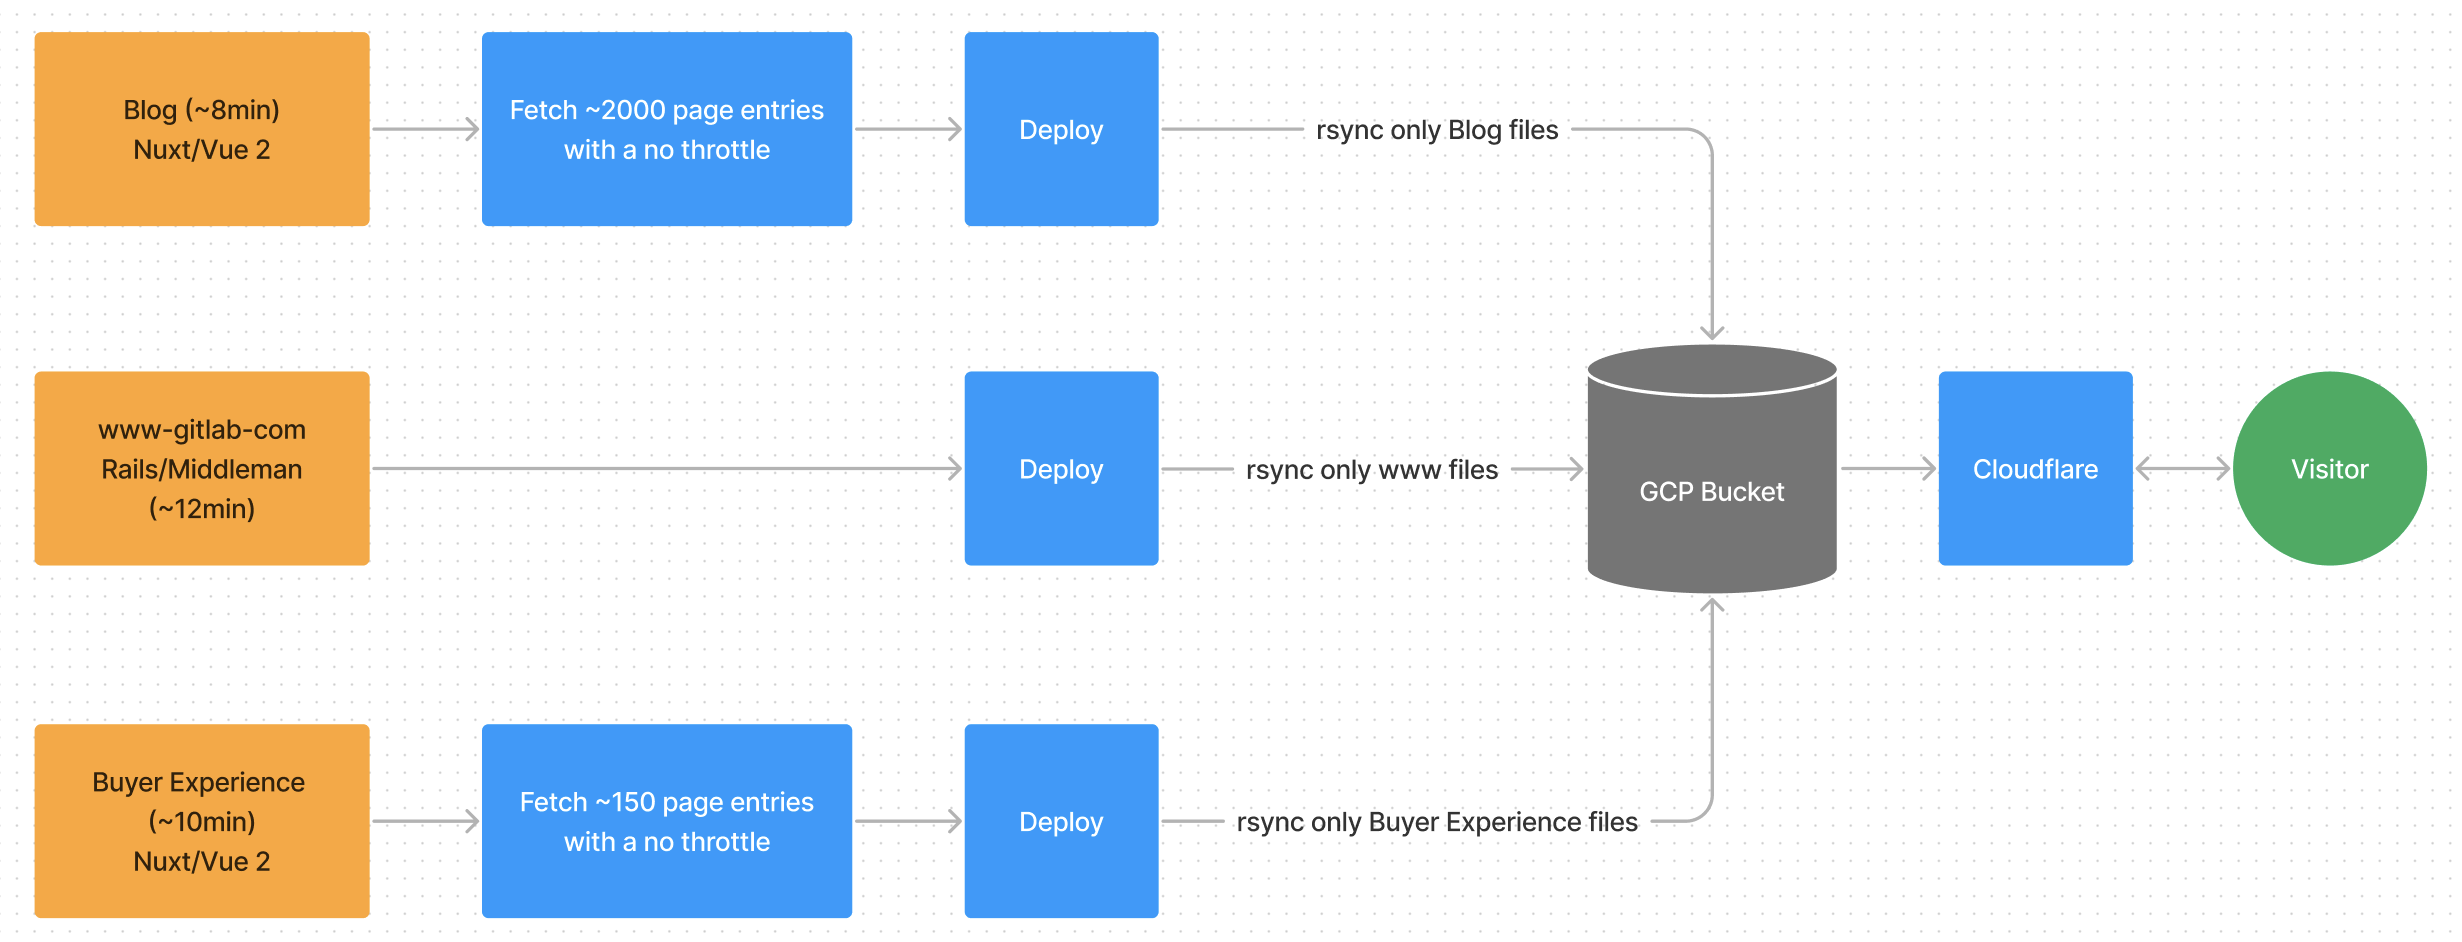 Blog (~8min)
Nuxt/Vue 2
Fetch ~2000 page entries
with a no throttle
Deploy
rsync only Blog files
www-gitlab-com
Rails/Middleman
(~12min)
Deploy
rsync only www files
GCP Bucket
Cloudflare
Visitor
Buyer Experience
(~10min)
Nuxt/Vue 2
Fetch ~150 page entries
with a no throttle
Deploy
rsync only Buyer Experience files